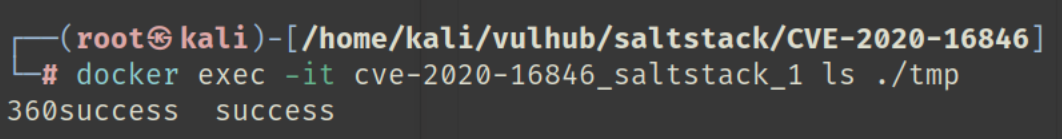 ┌──(root㉿kali)-[/home/kali/vulhub/saltstack/CVE-2020-16846]
└─# docker exec -it cve-2020-16846_saltstack_1 ls ./tmp
360success  success